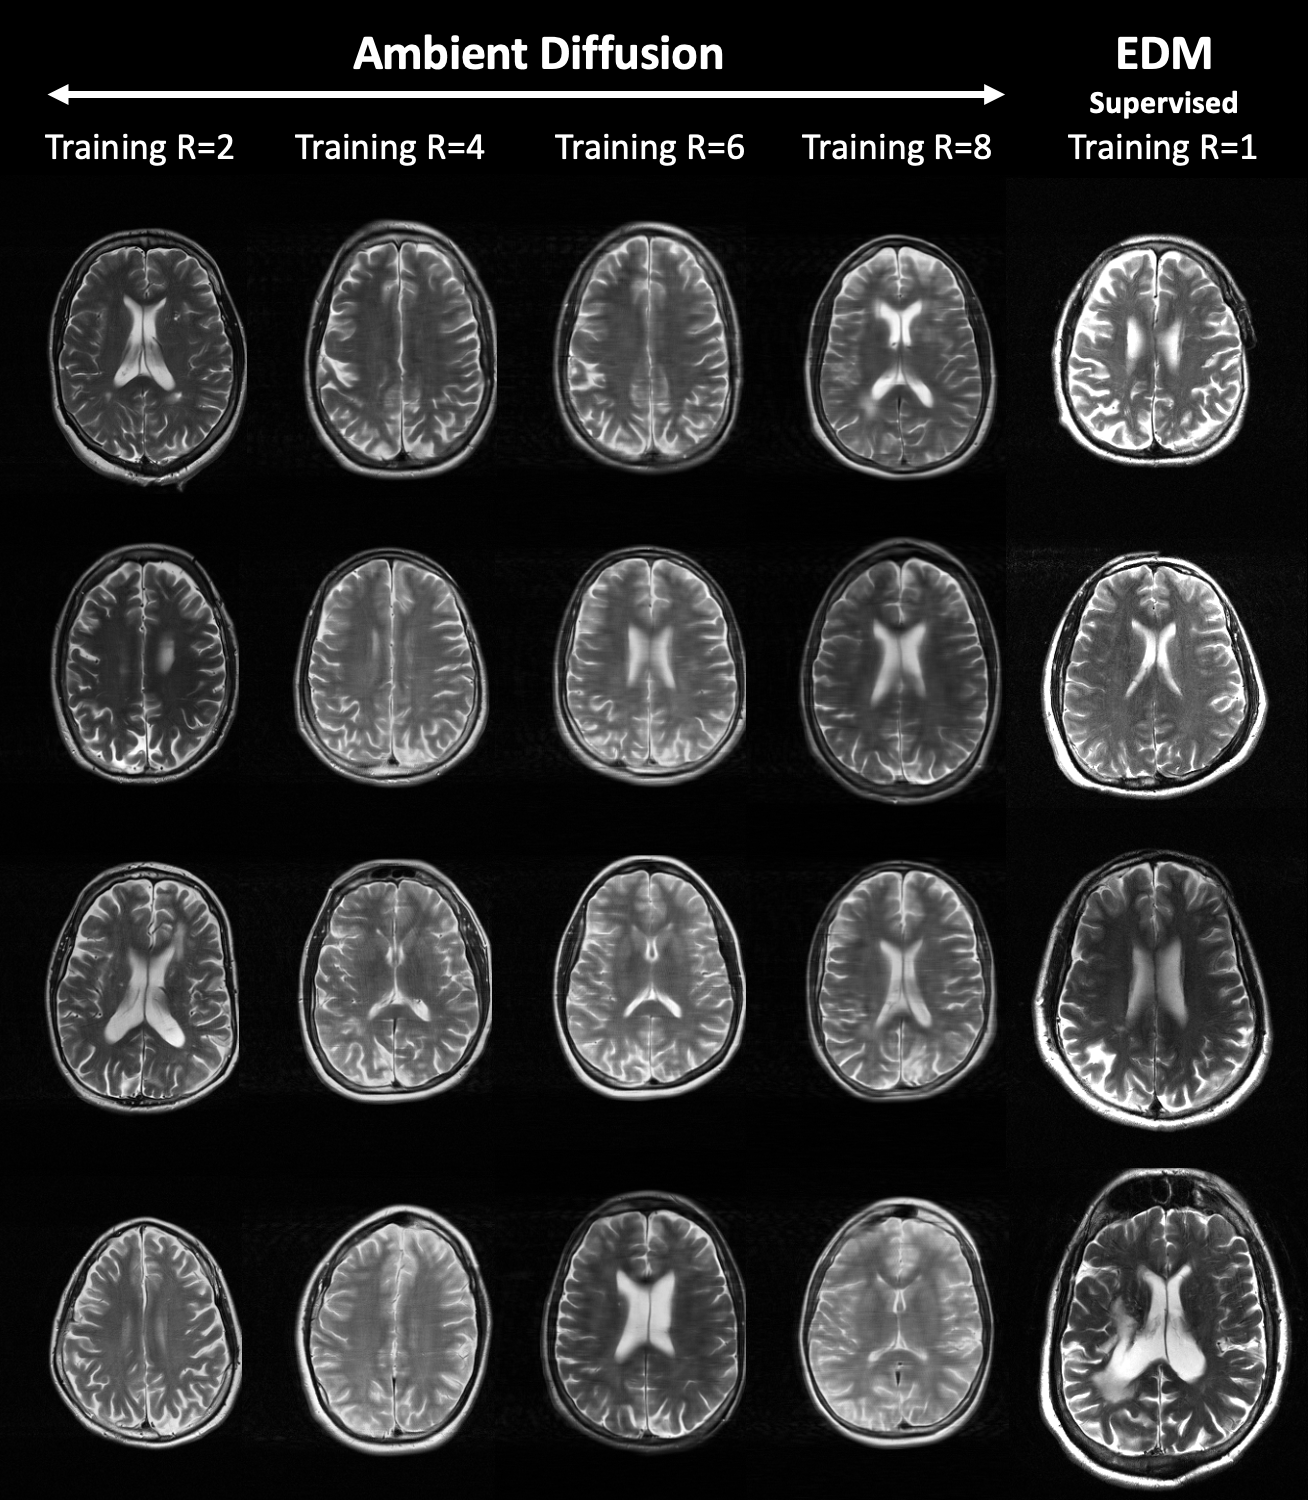 Ambient Diffusion
EDM
Supervised
Training R=2
Training R=4
Training R=6
Training R=8
Training R=1